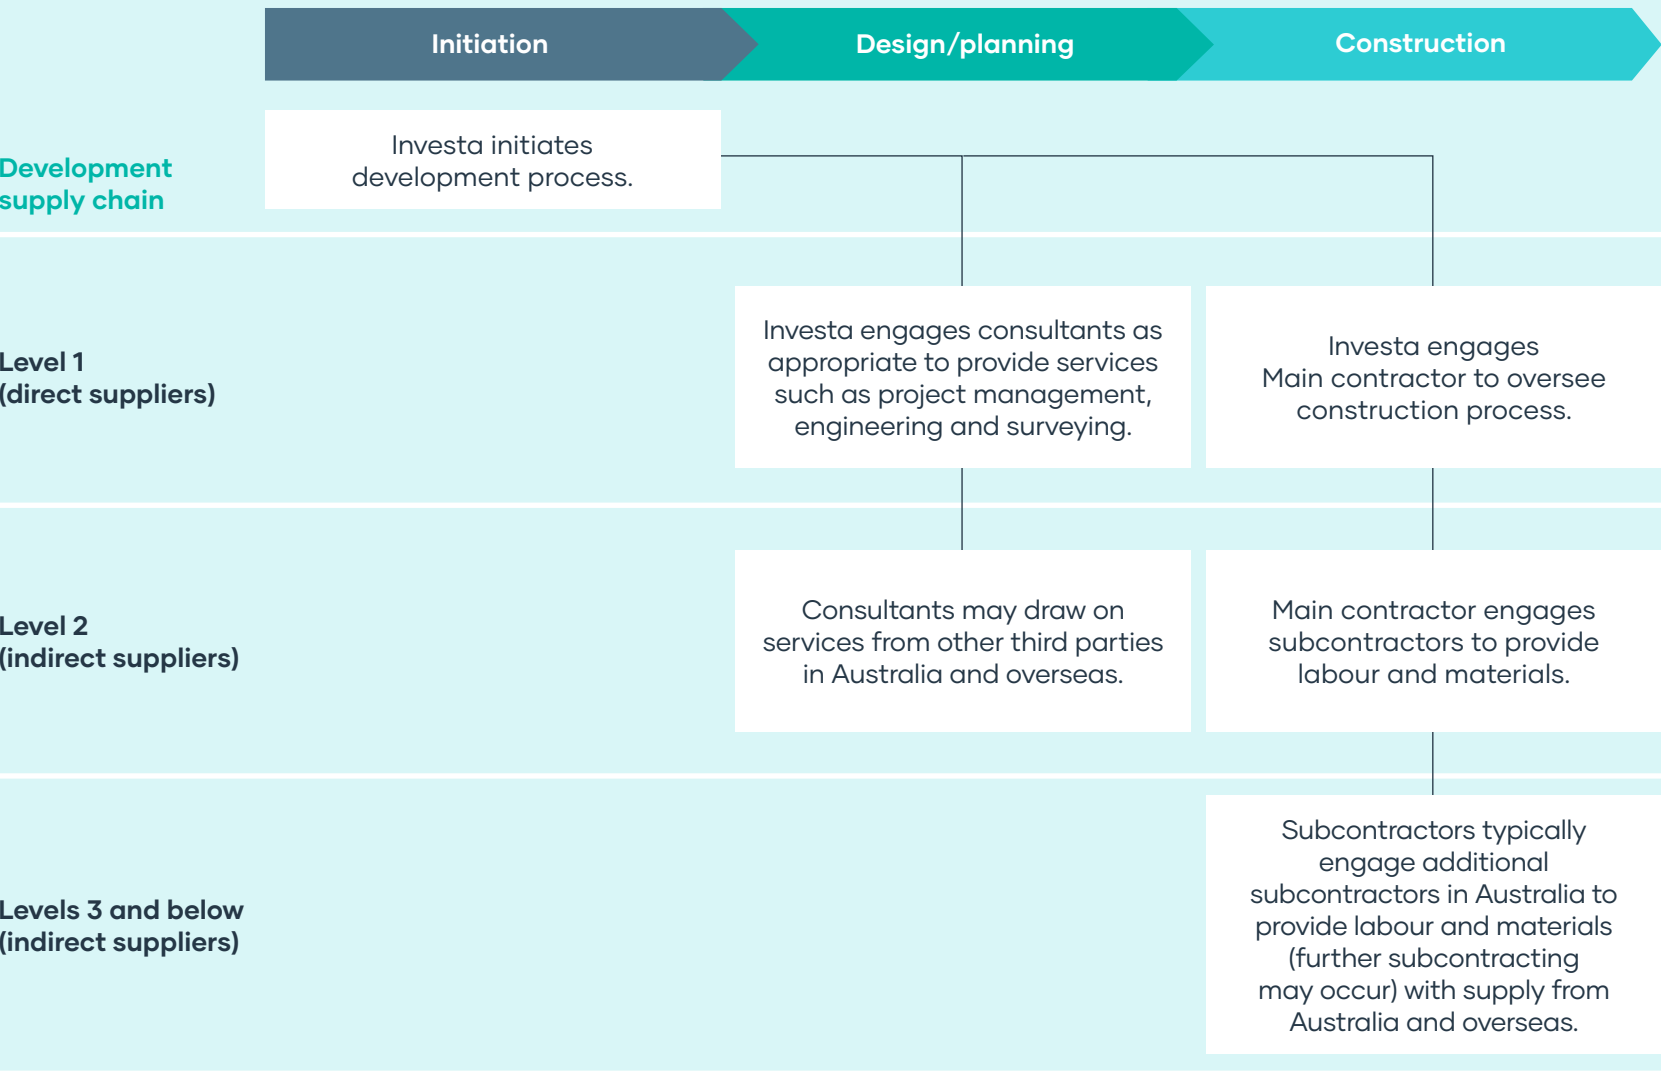 Initiation
Design/planning
Construction
Development
supply chain
Investa initiates
development process.
Level 1
(direct suppliers)
Investa engages consultants as
appropriate to provide services
such as project management,
engineering and surveying.
Investa engages
Main contractor to oversee
construction process.
Level 2
(indirect suppliers)
Consultants may draw on
services from other third parties
in Australia and overseas.
Main contractor engages
subcontractors to provide
labour and materials.
Levels 3 and below
(indirect suppliers)
Subcontractors typically
engage additional
subcontractors in Australia to
provide labour and materials
(further subcontracting
may occur) with supply from
Australia and overseas.